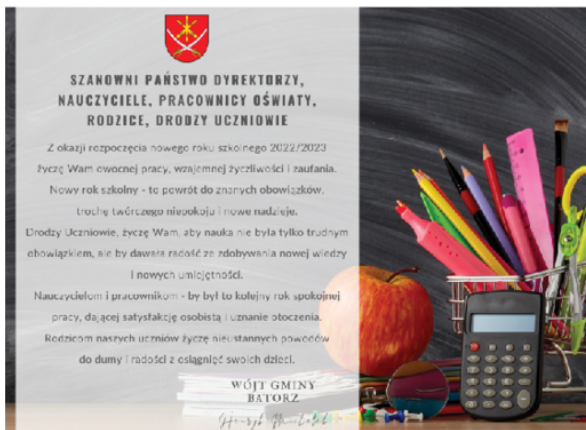 SZANOWNI PAŃSTWO DYREKTORZY,
NAUCZYCIELE, PRACOWNICY OŚWIATY,
RODZICE, DRODZY UCZNIOWIE
Z okazji rozpoczęcia nowego roku szkolnego 2022/2023
życzę Wam owocnej pracy, wzajemnej życzliwości i zaufania.
Nowy rok szkolny - to powrót do znanych obowiązków,
trochę twórczego niepokoju i nowe nadzieje.
Drodzy Uczniowie, życzę Wam, aby nauka nie była tylko trudnym
obowiązkiem, ale by dawała radość ze zdobywania nowej wiedzy
i nowych umiejętności.
Nauczycielom i pracownikom - by był to kolejny rok spokojnej
pracy, dającej satysfakcję osobistą i uznanie otoczenia.
Rodzicom naszych uczniów życzę nieustannych powodów
do dumy i radości z osiągnięć swoich dzieci.
WÓJT GMINY
BATORZ